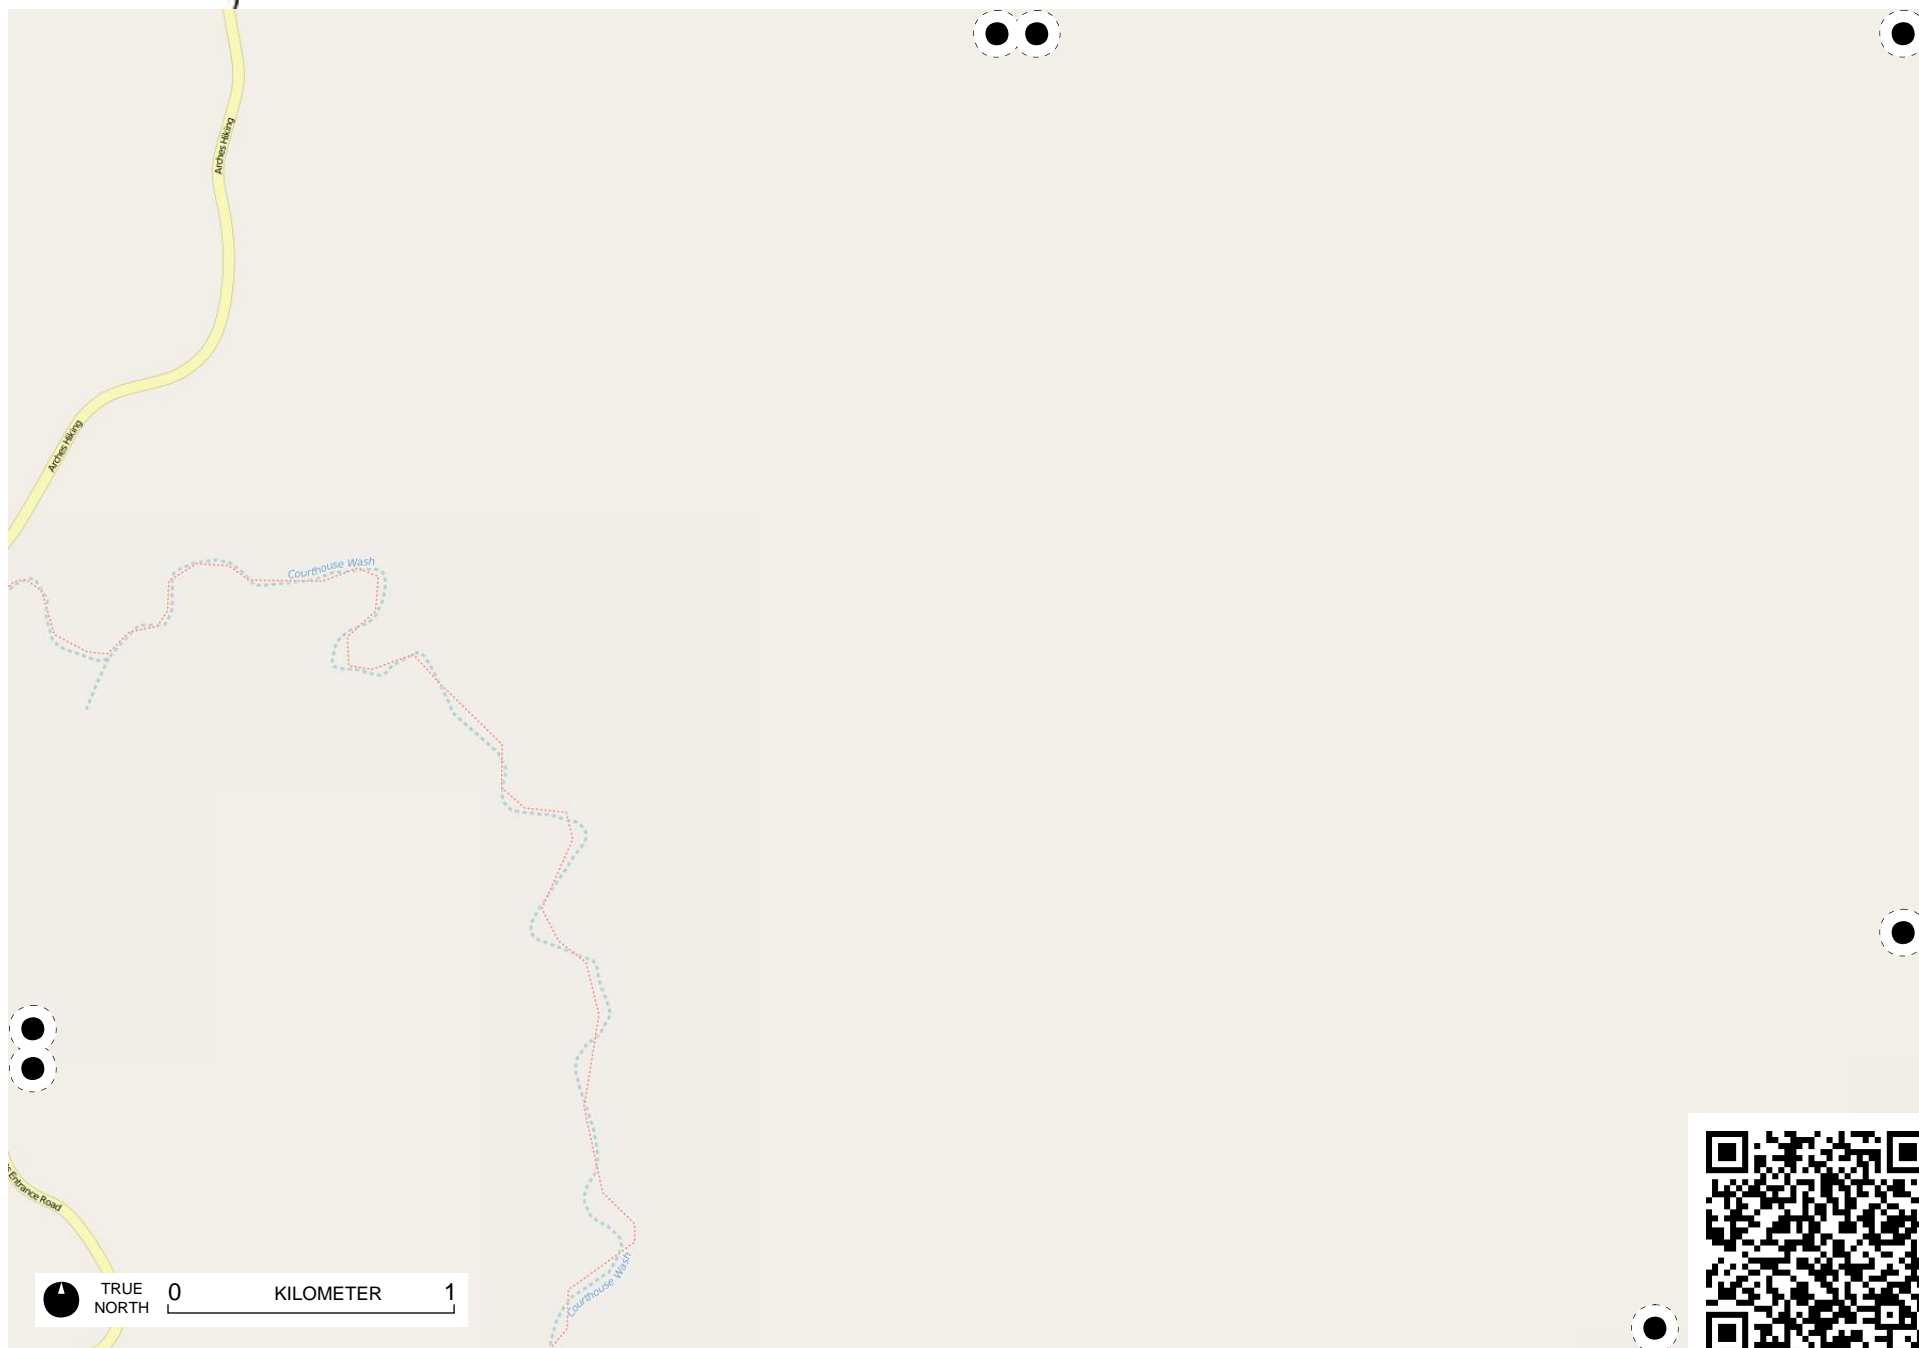 Arches Hiking
Arches Hiking
Courthouse Wash
Entrance Road
Courthouse Wash
TRUE
NORTH
0 KILOMETER 1